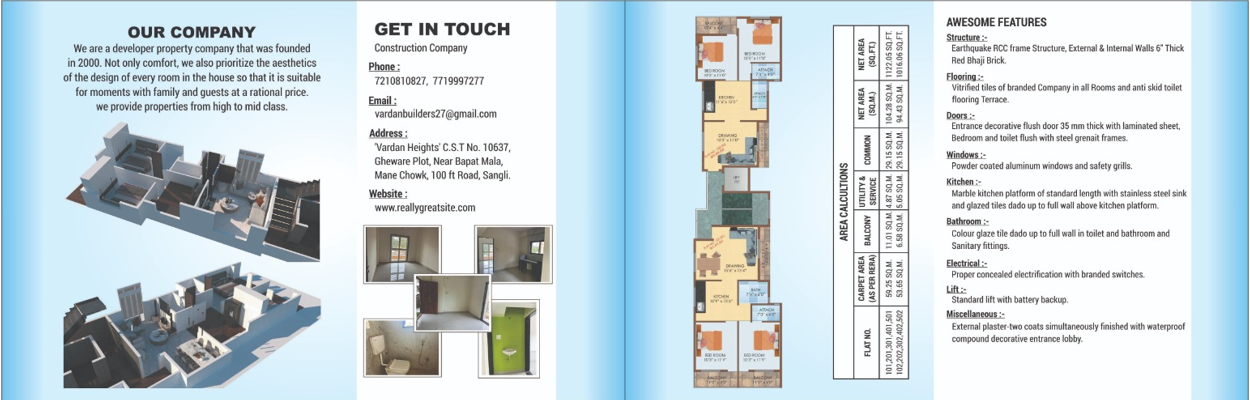 OUR COMPANY
We are a developer property company that was founded
in 2000. Not only comfort, we also prioritize the aesthetics
of the design of every room in the house so that it is suitable
for moments with family and guests at a rational price.
we provide properties from high to mid class.
GET IN TOUCH
Construction Company
Phone :
7210810827, 7719997277
Email :
vardanbuilders27@gmail.com
Address :
'Vardan Heights' C.S.T No. 10637,
Gheware Plot, Near Bapat Mala,
Mane Chowk, 100 ft Road, Sangli.
Website :
www.reallygreatsite.com
BALCONY
BED ROOM
BED ROOM
ATTACH
KITCHEN
DRAWING
LIFT
DRAWING
KITCHEN
BATH
ATTACH
BED ROOM
BED ROOM
BALCONY
BALCONY
AREA CALCULTIONS
FLAT NO. CARPET AREA (AS PER RERA) BALCONY UTILITY & SERVICE COMMON NET AREA (SQ.M.) NET AREA (SQ.FT.)
101,201,301,401,501 59.25 SQ.M. 11.01 SQ.M. 4.87 SQ.M. 29.15 SQ.M. 104.28 SQ.M. 1122.05 SQ.FT.
102,202,302,402,502 53.65 SQ.M. 6.58 SQ.M. 5.05 SQ.M. 29.15 SQ.M. 94.43 SQ.M. 1016.06 SQ.FT.
AWESOME FEATURES
Structure :-
Earthquake RCC frame Structure, External & Internal Walls 6" Thick
Red Bhaji Brick.
Flooring :-
Vitrified tiles of branded Company in all Rooms and anti skid toilet
flooring Terrace.
Doors :-
Entrance decorative flush door 35 mm thick with laminated sheet,
Bedroom and toilet flush with steel grenait frames.
Windows :-
Powder coated aluminum windows and safety grills.
Kitchen :-
Marble kitchen platform of standard length with stainless steel sink
and glazed tiles dado up to full wall above kitchen platform.
Bathroom :-
Colour glaze tile dado up to full wall in toilet and bathroom and
Sanitary fittings.
Electrical :-
Proper concealed electrification with branded switches.
Lift :-
Standard lift with battery backup.
Miscellaneous :-
External plaster-two coats simultaneously finished with waterproof
compound decorative entrance lobby.